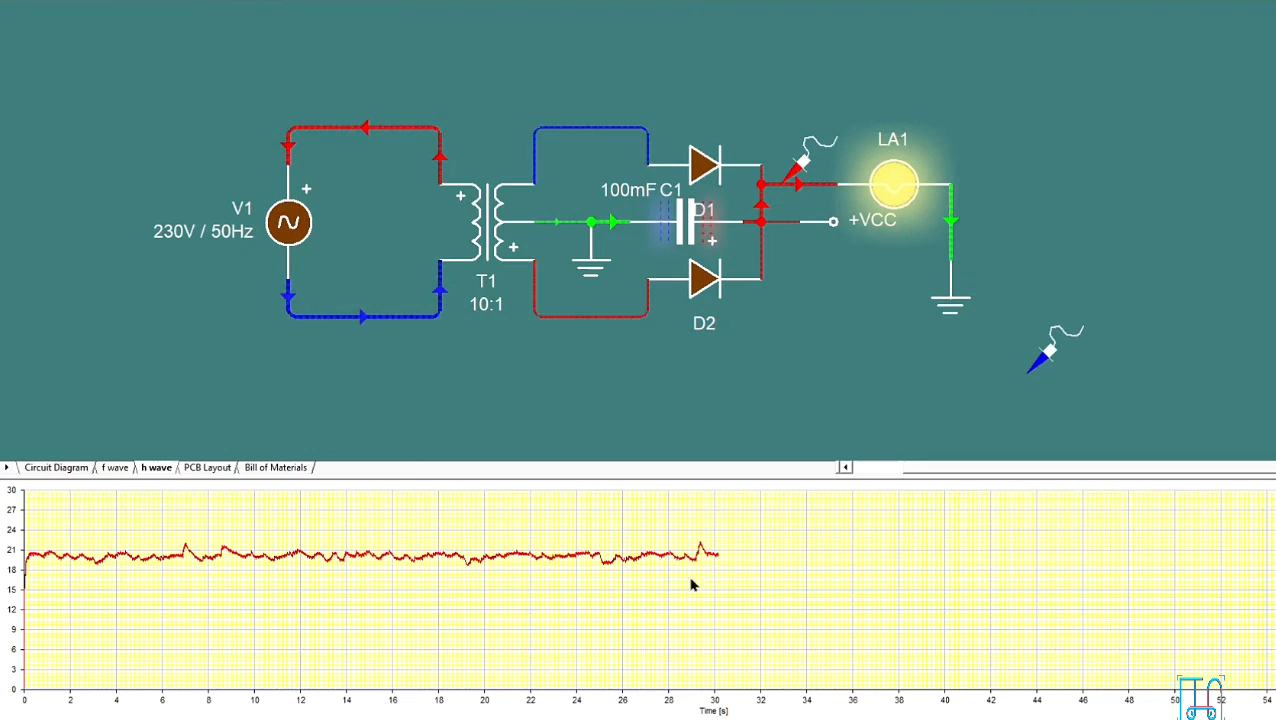 LA1
+
100mF C1
D1
V1
+
+VCC
230V / 50Hz
+
+
T1
10:1
D2
Circuit Diagram
f wave
h wave
PCB Layout
Bill of Materials
30
27
24
21
18
15
12
9
6
3
0
0 2 4 6 8 10 12 14 16 18 20 22 24 26 28 30 32 34 36 38 40 42 44 46 48 50 52 54
Time [s]